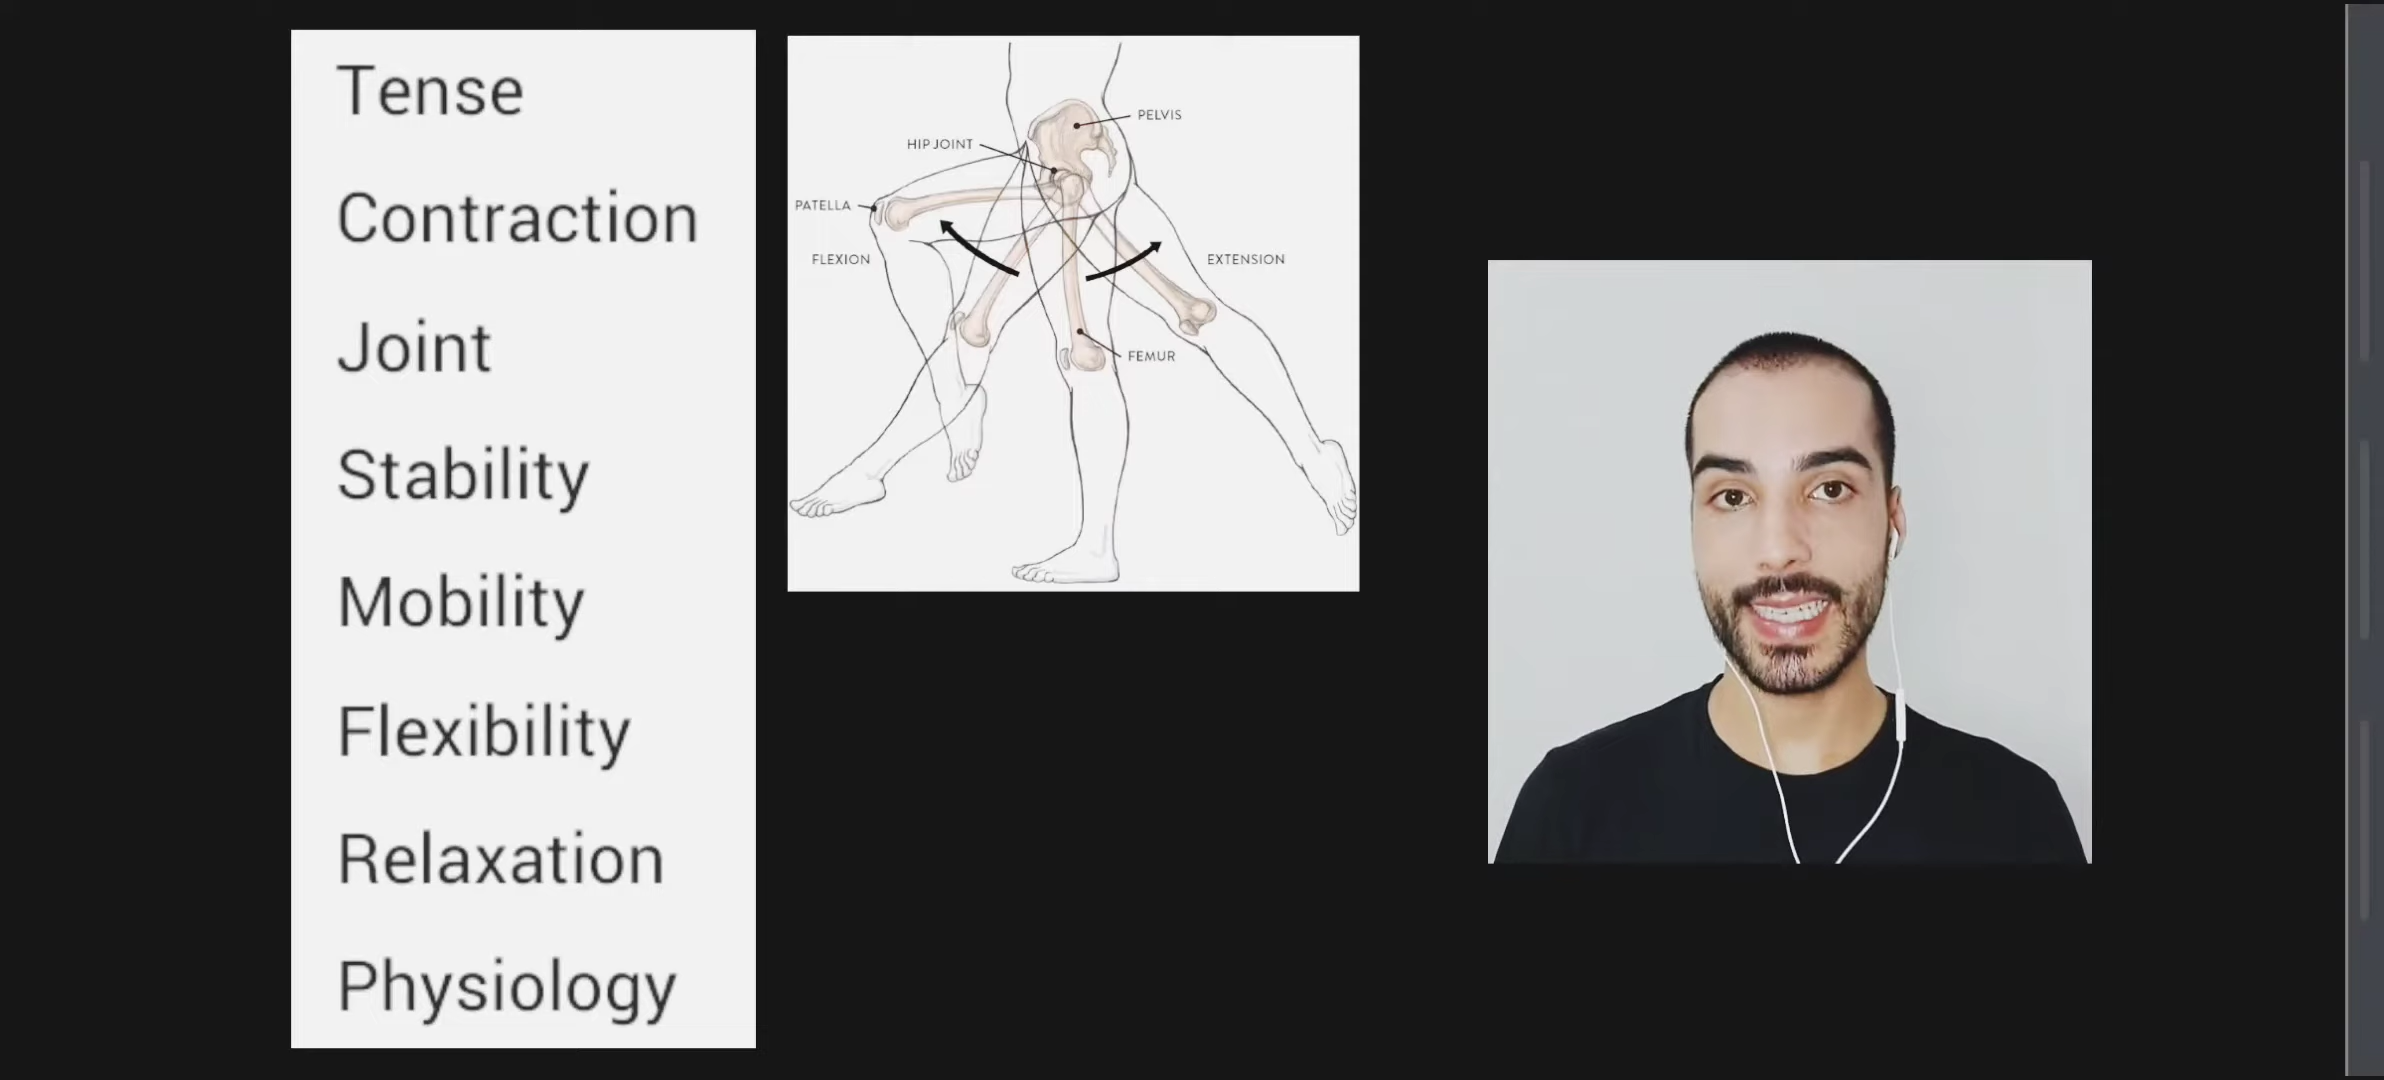 Tense
Contraction
Joint
Stability
Mobility
Flexibility
Relaxation
Physiology
PELVIS
HIP JOINT
PATELLA
FLEXION
EXTENSION
FEMUR